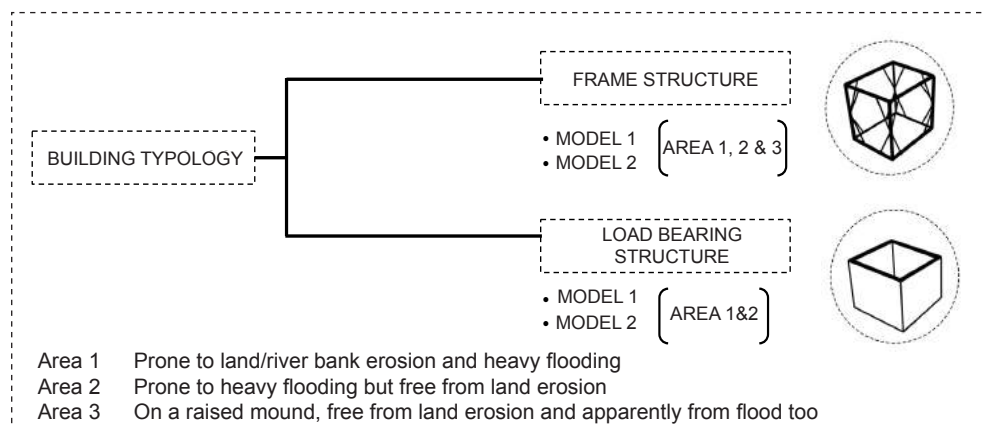 BUILDING TYPOLOGY
FRAME STRUCTURE
• MODEL 1
• MODEL 2
AREA 1, 2 & 3
LOAD BEARING
STRUCTURE
• MODEL 1
• MODEL 2
AREA 1&2
Area 1 Prone to land/river bank erosion and heavy flooding
Area 2 Prone to heavy flooding but free from land erosion
Area 3 On a raised mound, free from land erosion and apparently from flood too